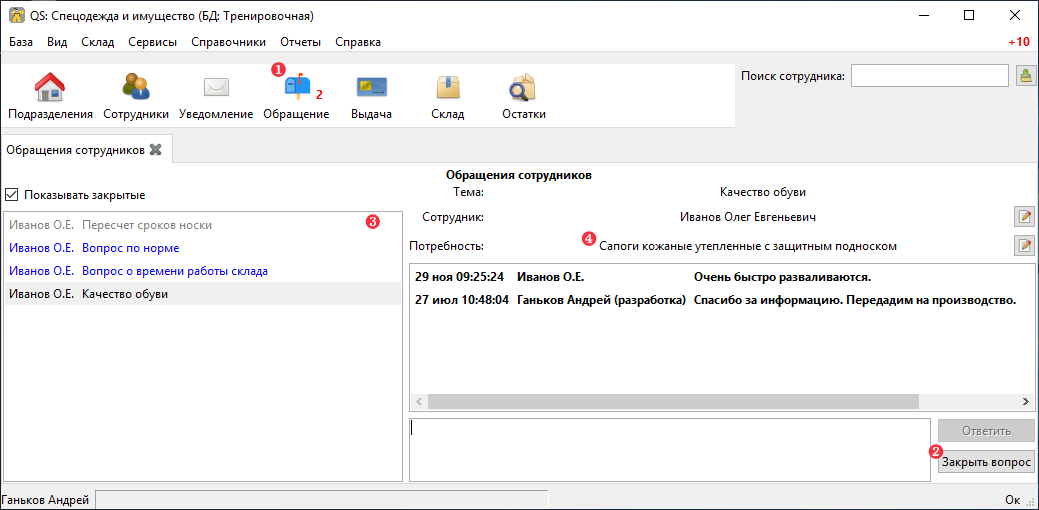 QS: Спецодежда и имущество (БД: Тренировочная)
База Вид Склад Сервисы Справочники Отчеты Справка +10
1
2
Поиск сотрудника:
Подразделения Сотрудники Уведомление Обращение Выдача Склад Остатки
Обращения сотрудников
Обращения сотрудников
Показывать закрытые
Тема: Качество обуви
Иванов О.Е. Пересчет сроков носки 3
Сотрудник: Иванов Олег Евгеньевич
Иванов О.Е. Вопрос по норме
Потребность: 4 Сапоги кожаные утепленные с защитным подноском
Иванов О.Е. Вопрос о времени работы склада
29 ноя 09:25:24 Иванов О.Е. Очень быстро разваливаются.
Иванов О.Е. Качество обуви
27 июл 10:48:04 Ганьков Андрей (разработка) Спасибо за информацию. Передадим на производство.
Ответить
2
Закрыть вопрос
Ганьков Андрей Ок